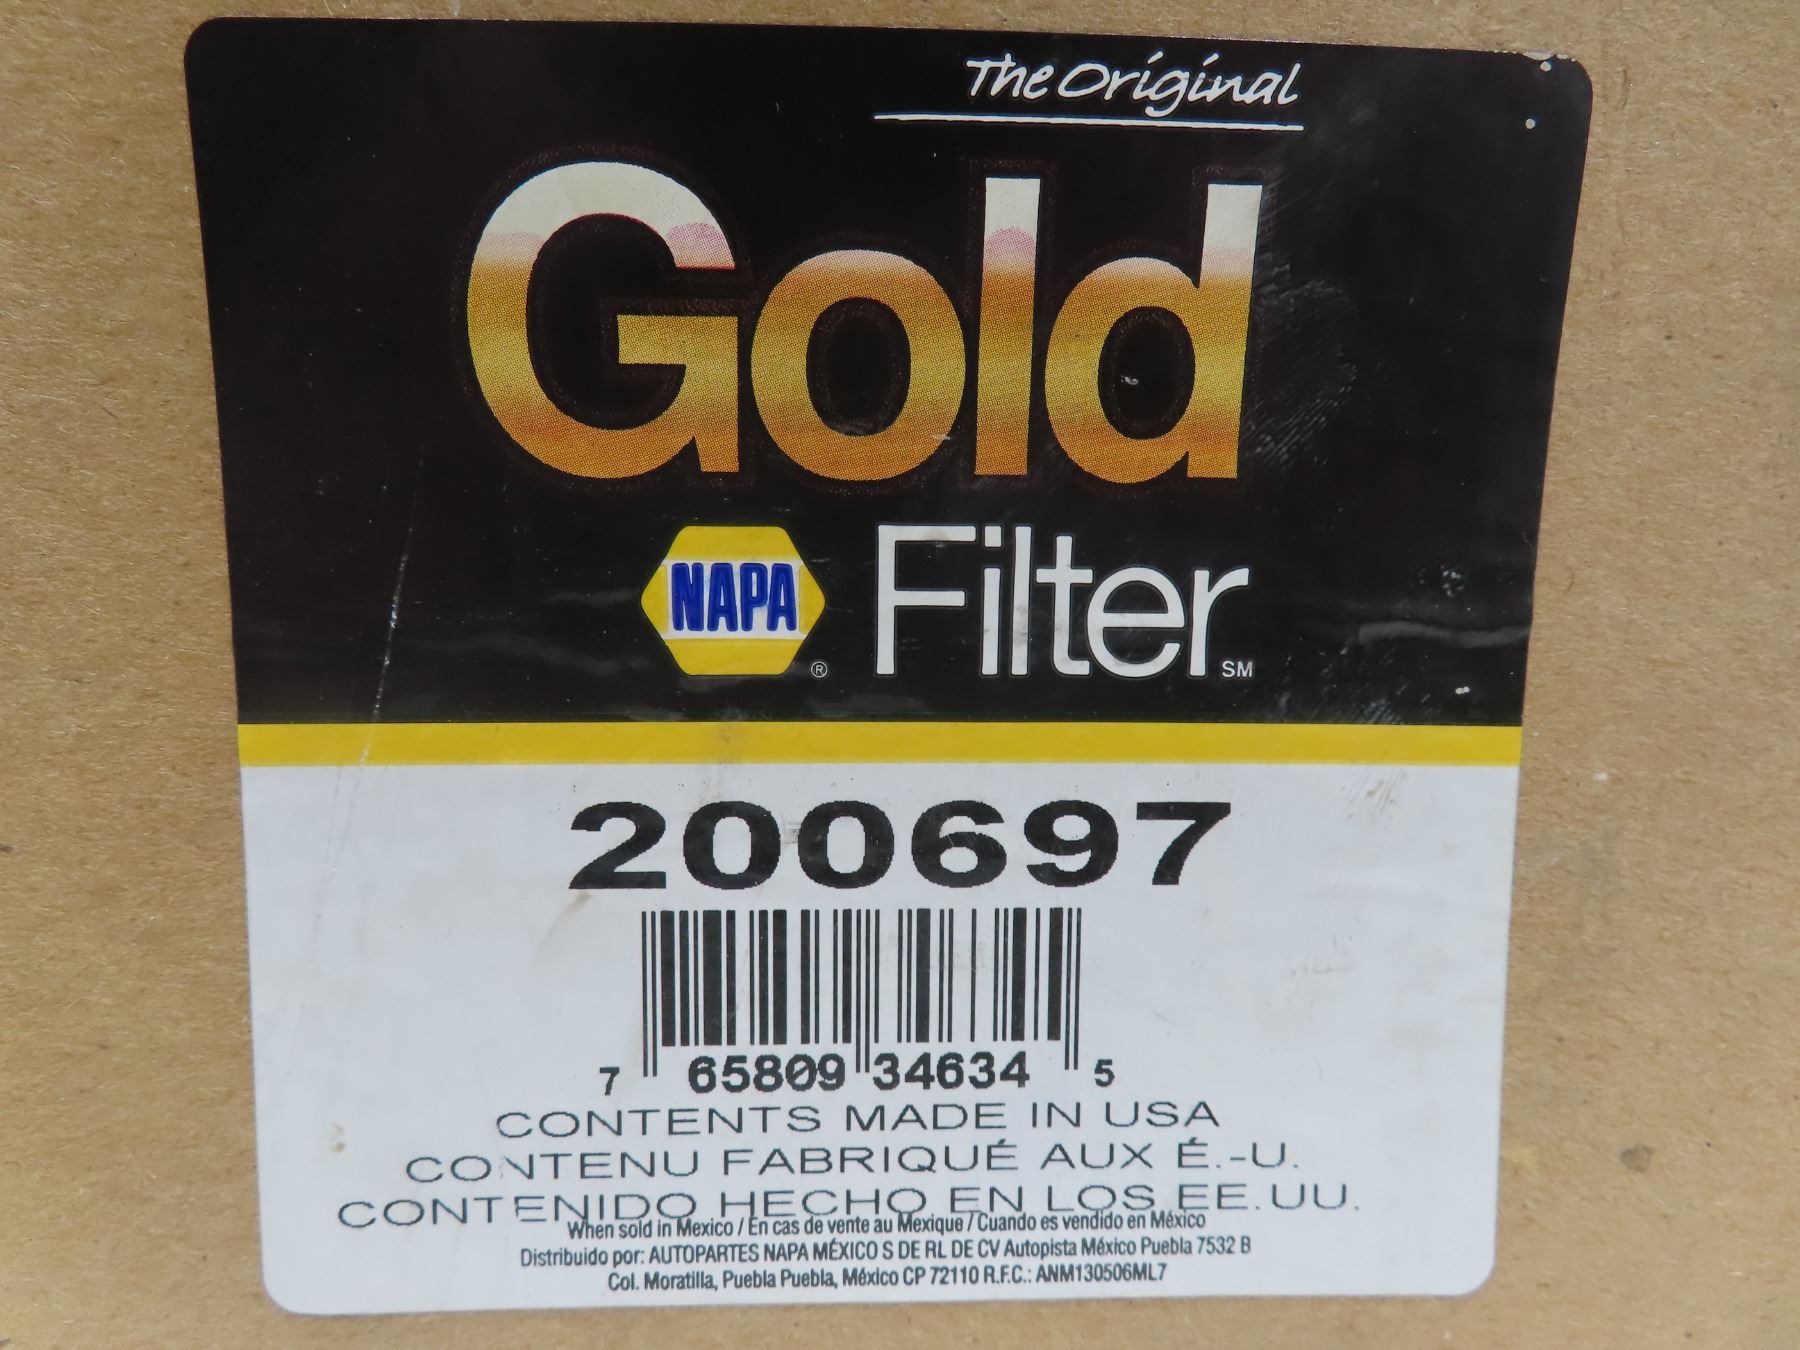 The Original
Gold
NAPA® Filter SM
200697
7 65809 34634 5
CONTENTS MADE IN USA
CONTENU FABRIQUÉ AUX É.-U.
CONTENIDO HECHO EN LOS EE.UU.
When sold in Mexico / En cas de vente au Mexique / Cuando es vendido en México
Distribuido por: AUTOPARTES NAPA MÉXICO S DE RL DE CV Autopista México Puebla 7532 B
Col. Moratilla, Puebla Puebla, México CP 72110 R.F.C.: ANM130506ML7